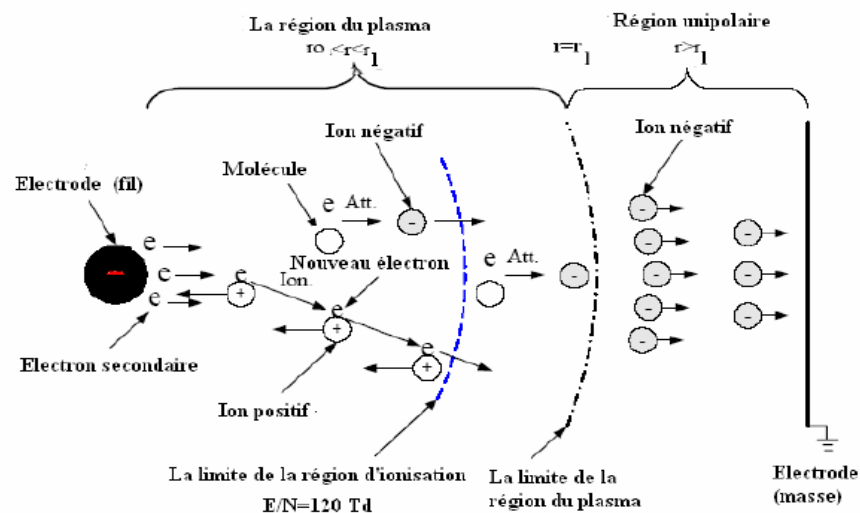 La région du plasma
r0 <r<r1
r=r1
Région unipolaire
r>r1
Ion négatif
Ion négatif
Molécule
Electrode (fil)
e Att.
-
-
e
e
e
e
Nouveau électron
Ion.
e Att.
-
-
-
-
-
-
+
e
+
e
+
-
-
Electron secondaire
Ion positif
La limite de la région d'ionisation
E/N=120 Td
La limite de la
région du plasma
Electrode
(masse)